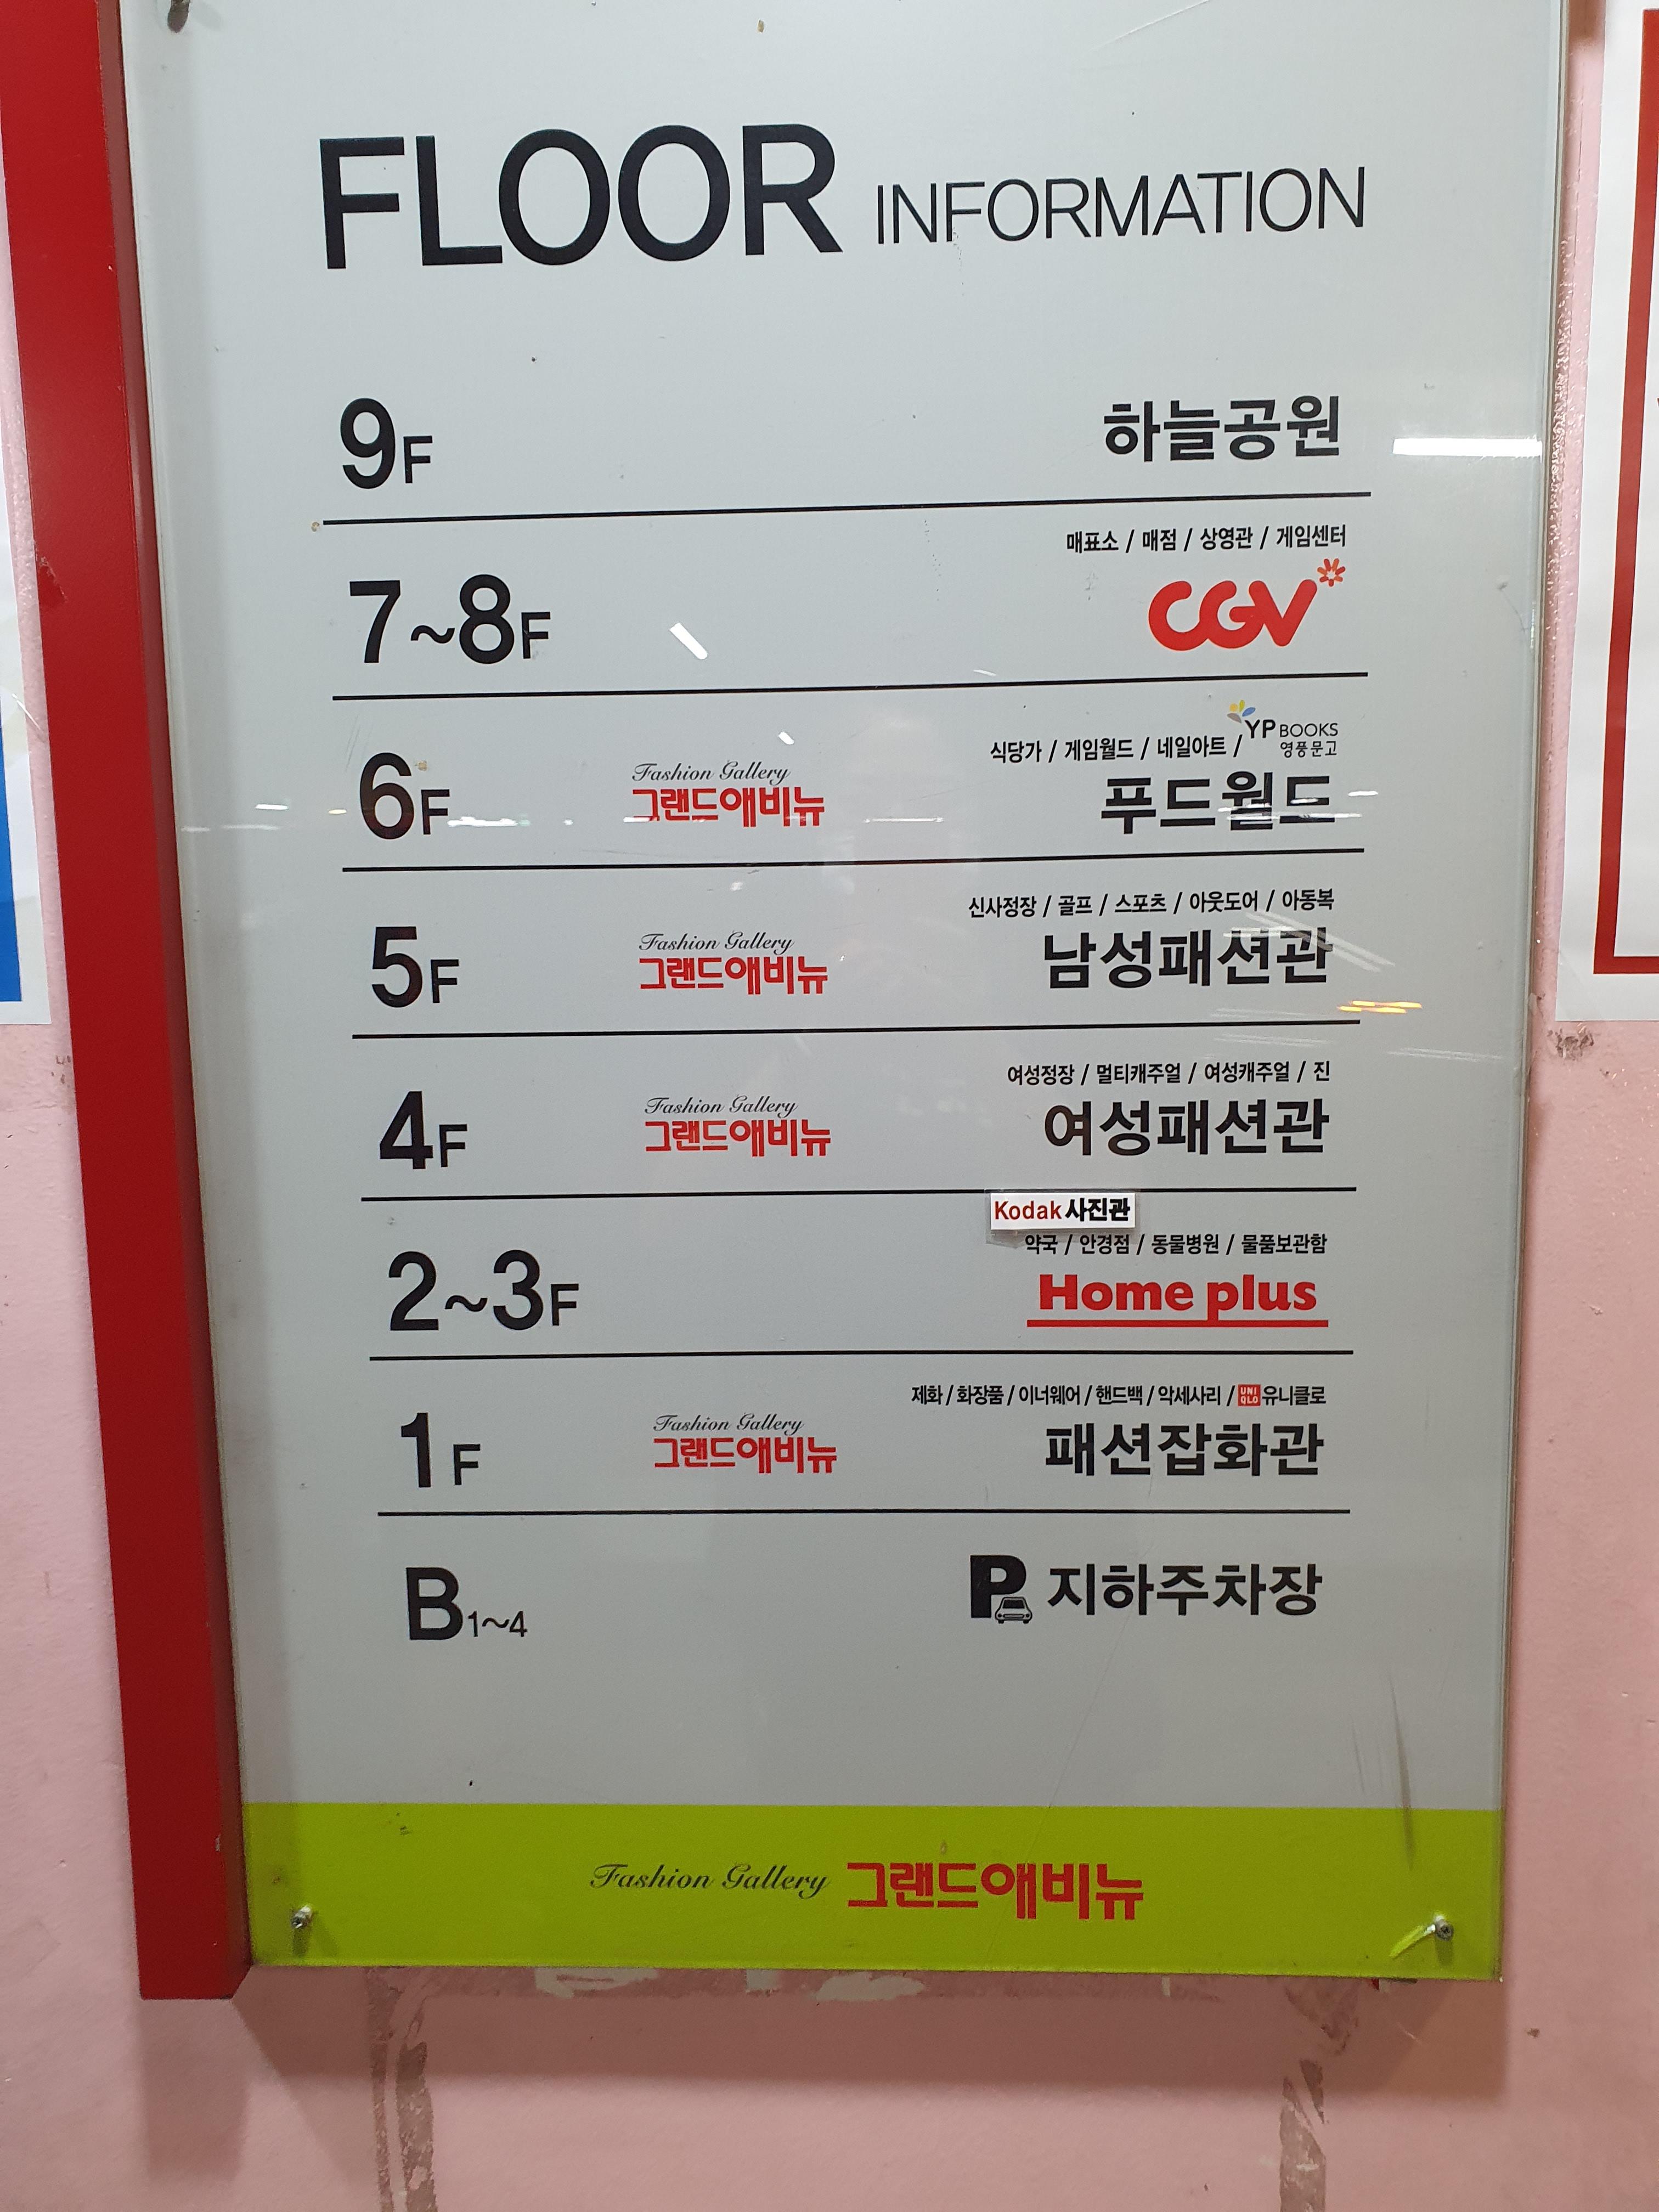 FLOOR INFORMATION
9F 하늘공원
매표소 / 매점 / 상영관 / 게임센터
7~8F CGV
식당가 / 게임월드 / 네일아트 / YP BOOKS 영풍문고
Fashion Gallery
6F 그랜드애비뉴 푸드월드
신사정장 / 골프 / 스포츠 / 아웃도어 / 아동복
Fashion Gallery
5F 그랜드애비뉴 남성패션관
여성정장 / 멀티캐주얼 / 여성캐주얼 / 진
Fashion Gallery
4F 그랜드애비뉴 여성패션관
Kodak 사진관
약국 / 안경점 / 동물병원 / 물품보관함
2~3F Home plus
제화 / 화장품 / 이너웨어 / 핸드백 / 악세사리 / UNI QLO 유니클로
Fashion Gallery
1F 그랜드애비뉴 패션잡화관
B1~4 P 지하주차장
Fashion Gallery 그랜드애비뉴